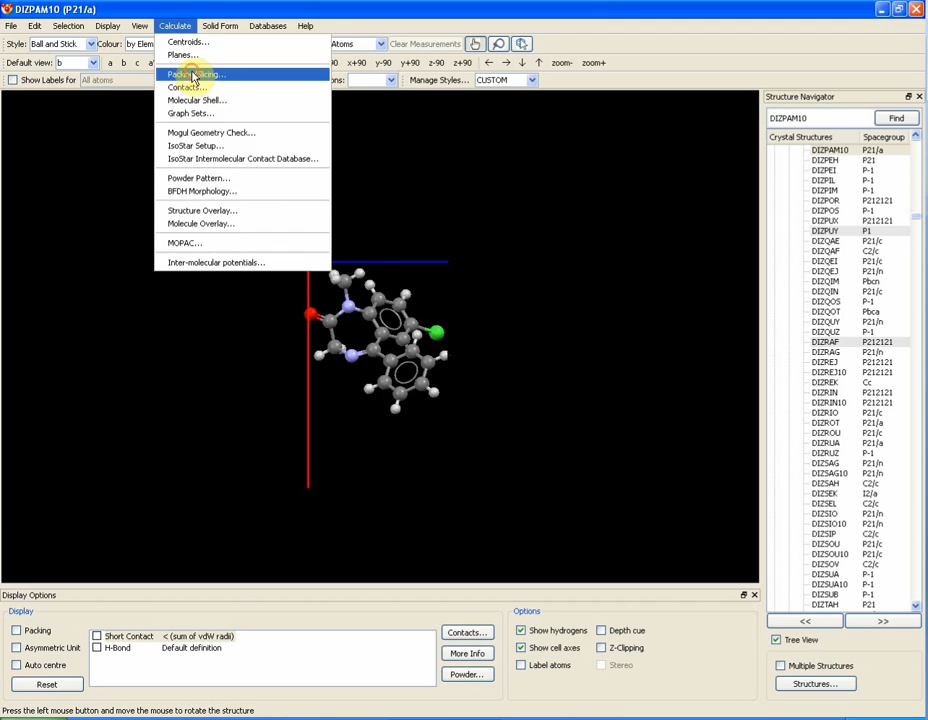 DIZPAM10 (P21/a)
File Edit Selection Display View Calculate Solid Form Databases Help
Style: Ball and Stick Colour: by Elem Atoms Clear Measurements
Default view: b a b c x+90 y-90 y+90 z-90 z+90 zoom- zoom+
Show Labels for All atoms Manage Styles... CUSTOM
Centroids...
Planes...
Packing/Slicing...
Contacts...
Molecular Shell...
Graph Sets...
Mogul Geometry Check...
IsoStar Setup...
IsoStar Intermolecular Contact Database...
Powder Pattern...
BFDH Morphology...
Structure Overlay...
Molecule Overlay...
MOPAC...
Inter-molecular potentials...
Structure Navigator
DIZPAM10 Find
Crystal Structures Spacegroup
DIZPAM10 P21/a
DIZPEH P21
DIZPEI P-1
DIZPIL P-1
DIZPIM P-1
DIZPOR P212121
DIZPOS P-1
DIZPUX P212121
DIZPUY P1
DIZQAE P21/c
DIZQAF C2/c
DIZQEI P21/c
DIZQEJ P21/n
DIZQIM Pbcn
DIZQIN P21/c
DIZQOS P-1
DIZQOT Pbca
DIZQUY P21/n
DIZQUZ P-1
DIZRAF P212121
DIZRAG P21/n
DIZREJ P212121
DIZREJ10 P212121
DIZREK Cc
DIZRIN P212121
DIZRIN10 P212121
DIZRIO P21/c
DIZROT P21/c
DIZROU P21/c
DIZRUA P21/c
DIZRUZ P-1
DIZSAG P21/n
DIZSAG10 P21/n
DIZSAH C2/c
DIZSEK I2/a
DIZSEL C2/c
DIZSIO P21/n
DIZSIO10 P21/n
DIZSIP C2/c
DIZSOU P21/n
DIZSOU10 P21/n
DIZSOV C2/c
DIZSUA P-1
DIZSUA10 P-1
DIZSUB P-1
DIZTAH P21
<< >>
Tree View
Multiple Structures
Structures...
Display Options
Display
Packing
Asymmetric Unit
Auto centre
Reset
Short Contact < (sum of vdW radii)
H-Bond Default definition
Contacts...
More Info
Powder...
Options
Show hydrogens Depth cue
Show cell axes Z-Clipping
Label atoms Stereo
Press the left mouse button and move the mouse to rotate the structure